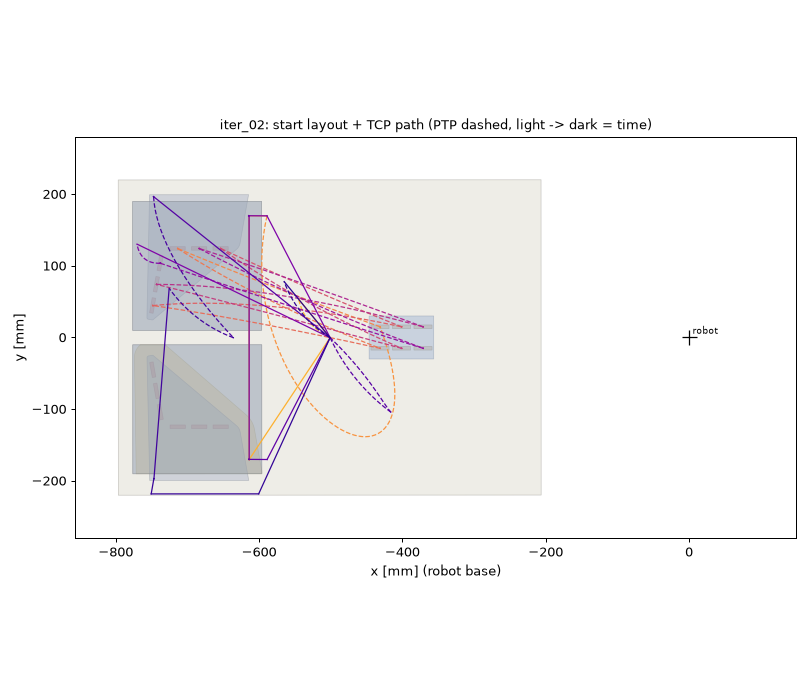 iter_02: start layout + TCP path (PTP dashed, light -> dark = time)
200
100
0
−100
−200
y [mm]
robot
−800
−600
−400
−200
0
x [mm] (robot base)